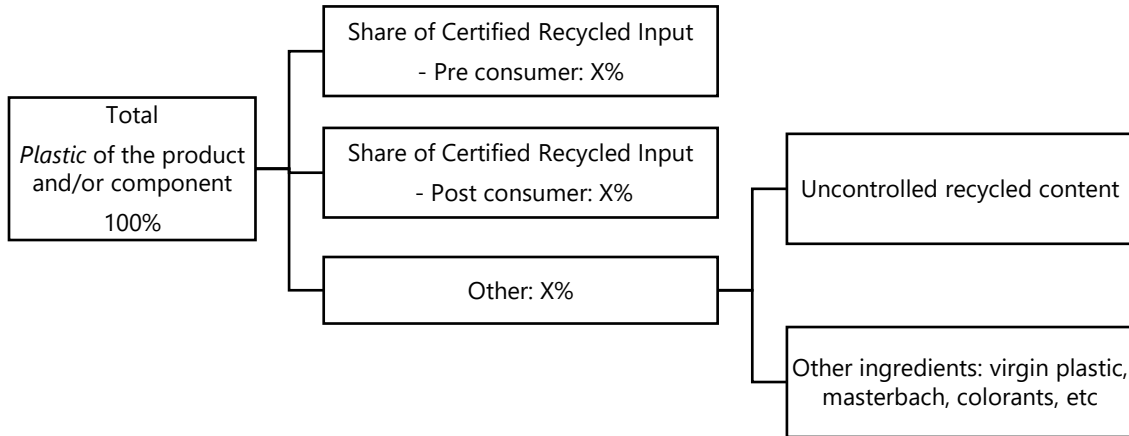 Total
Plastic of the product
and/or component
100%
Share of Certified Recycled Input
- Pre consumer: X%
Share of Certified Recycled Input
- Post consumer: X%
Other: X%
Uncontrolled recycled content
Other ingredients: virgin plastic,
masterbach, colorants, etc